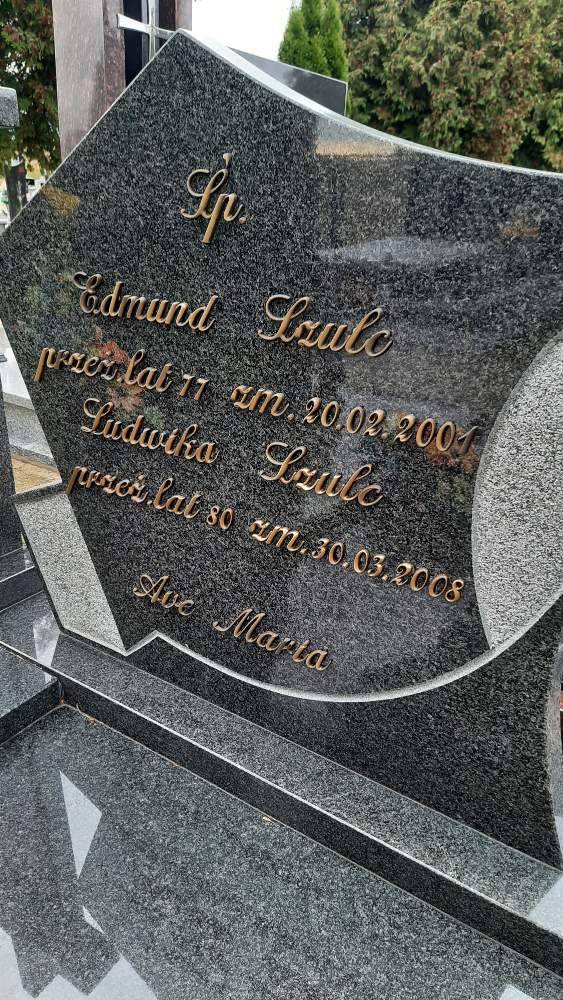 Śp.
Edmund Szulc
przeż. lat 77 zm. 20.02.2001
Ludwika Szulc
przeż. lat 80 zm. 30.03.2008
Ave Maria